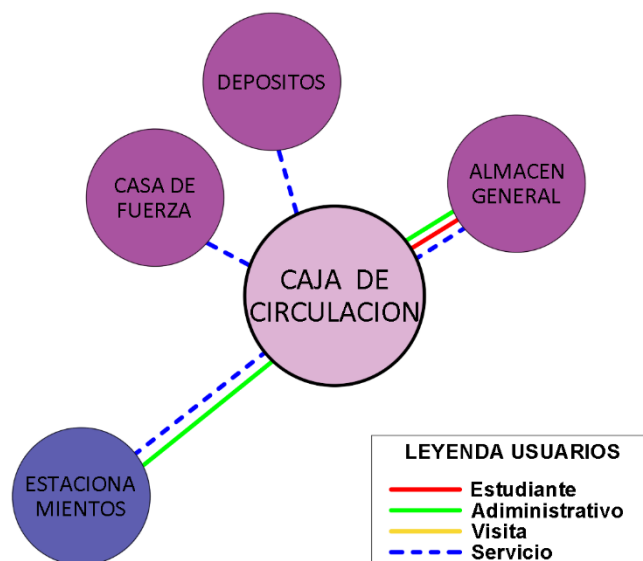 DEPOSITOS
CASA DE
FUERZA
ALMACEN
GENERAL
CAJA DE
CIRCULACION
ESTACIONA
MIENTOS
LEYENDA USUARIOS
Estudiante
Adiministrativo
Visita
Servicio